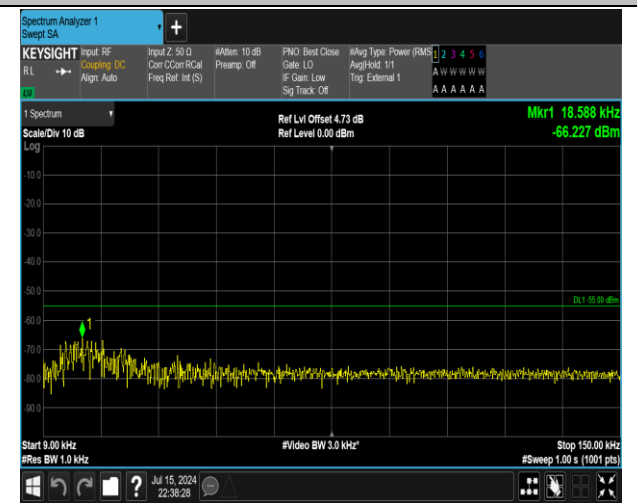 Spectrum Analyzer 1
Swept SA
+
KEYSIGHT Input: RF Input Z: 50 Ω #Atten: 10 dB PNO: Best Close #Avg Type: Power (RMS 1 2 3 4 5 6
RL Coupling: DC Corr CCorr RCal Preamp: Off Gate: LO Avg|Hold: 1/1 A W W W W W
Align: Auto Freq Ref: Int (S) IF Gain: Low Trig: External 1
LXI Sig Track: Off A A A A A A
1 Spectrum Ref Lvl Offset 4.73 dB Mkr1 18.588 kHz
Scale/Div 10 dB Ref Level 0.00 dBm -66.227 dBm
Log
-10.0
-20.0
-30.0
-40.0
-50.0
DL1 -55.00 dBm
-60.0
1
-70.0
-80.0
-90.0
Start 9.00 kHz #Video BW 3.0 kHz* Stop 150.00 kHz
#Res BW 1.0 kHz #Sweep 1.00 s (1001 pts)
? Jul 15, 2024
22:38:28